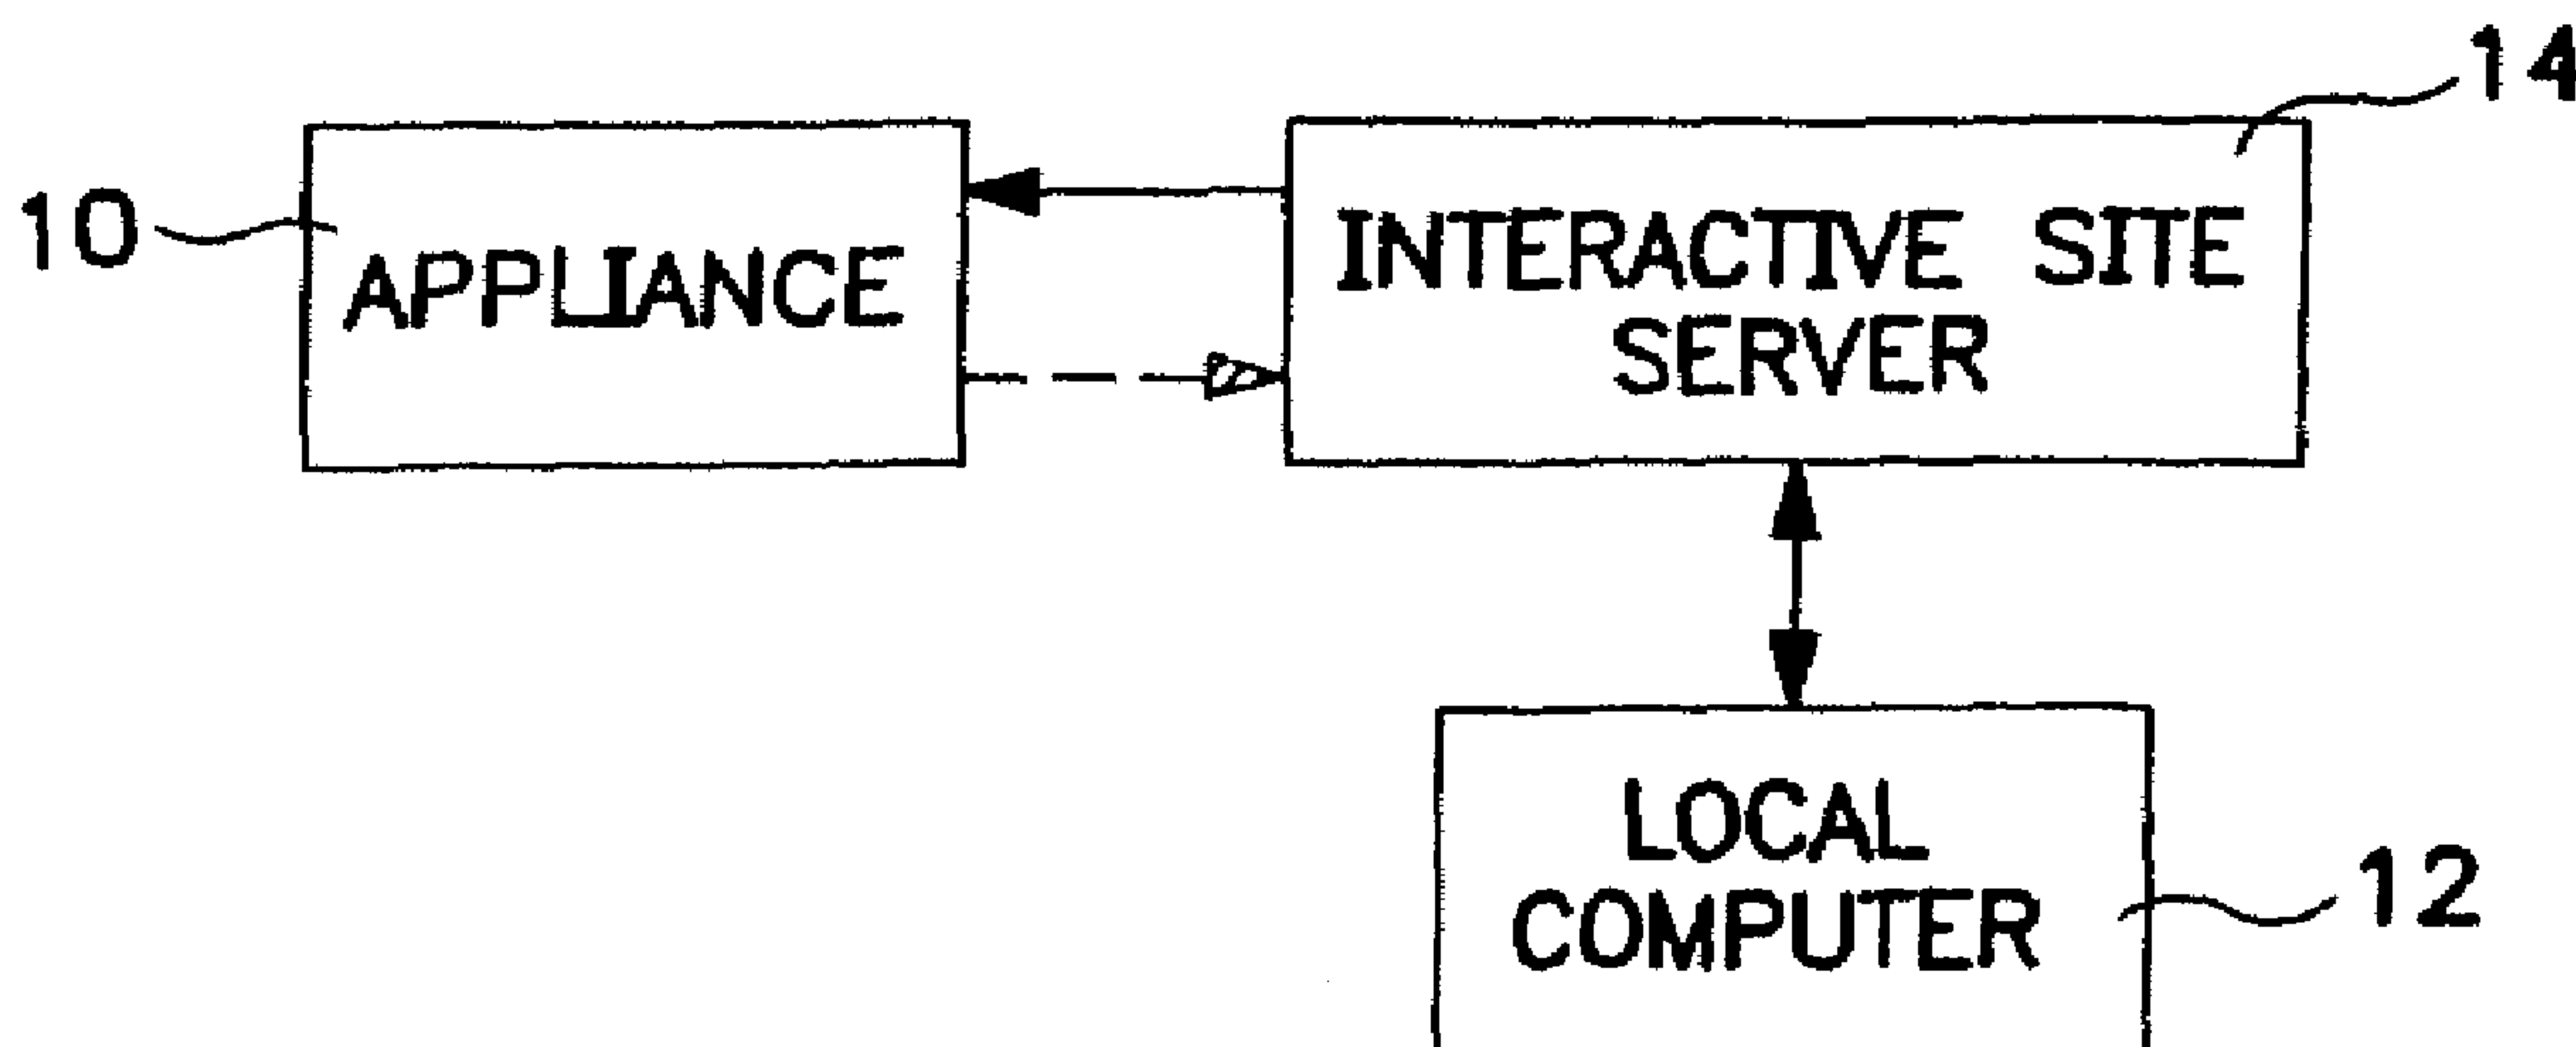 14
10
APPLIANCE
INTERACTIVE SITE
SERVER
LOCAL
COMPUTER
12